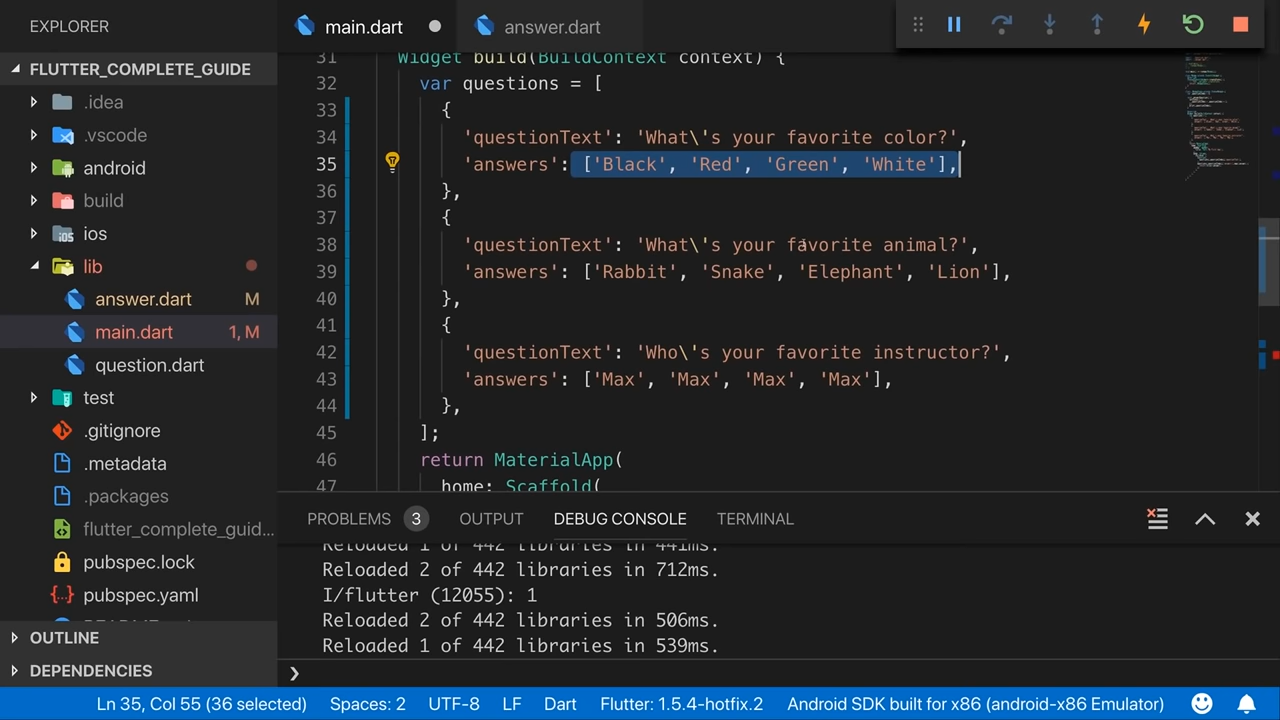 EXPLORER
main.dart
answer.dart
FLUTTER_COMPLETE_GUIDE
.idea
.vscode
android
build
ios
lib
answer.dart M
main.dart 1, M
question.dart
test
.gitignore
.metadata
.packages
flutter_complete_guid...
pubspec.lock
pubspec.yaml
OUTLINE
DEPENDENCIES
31 Widget build(BuildContext context) {
32 var questions = [
33 {
34 'questionText': 'What\'s your favorite color?',
35 'answers': ['Black', 'Red', 'Green', 'White'],
36 },
37 {
38 'questionText': 'What\'s your favorite animal?',
39 'answers': ['Rabbit', 'Snake', 'Elephant', 'Lion'],
40 },
41 {
42 'questionText': 'Who\'s your favorite instructor?',
43 'answers': ['Max', 'Max', 'Max', 'Max'],
44 },
45 ];
46 return MaterialApp(
47 home: Scaffold(
PROBLEMS 3 OUTPUT DEBUG CONSOLE TERMINAL
Reloaded 1 of 442 libraries in 441ms.
Reloaded 2 of 442 libraries in 712ms.
I/flutter (12055): 1
Reloaded 2 of 442 libraries in 506ms.
Reloaded 1 of 442 libraries in 539ms.
Ln 35, Col 55 (36 selected) Spaces: 2 UTF-8 LF Dart Flutter: 1.5.4-hotfix.2 Android SDK built for x86 (android-x86 Emulator)